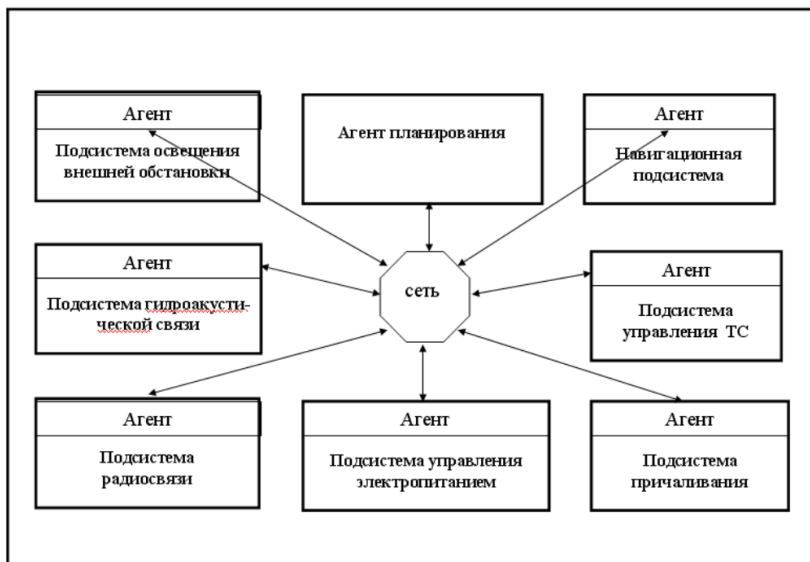 Агент
Подсистема освещения
внешней обстановки
Агент планирования
Агент
Навигационная
подсистема
Агент
Подсистема гилроакусти-
ческой связи
сеть
Агент
Подсистема
управления ТС
Агент
Подсистема
радиосвязи
Агент
Подсистема управления
электропитанием
Агент
Подсистема
причаливания